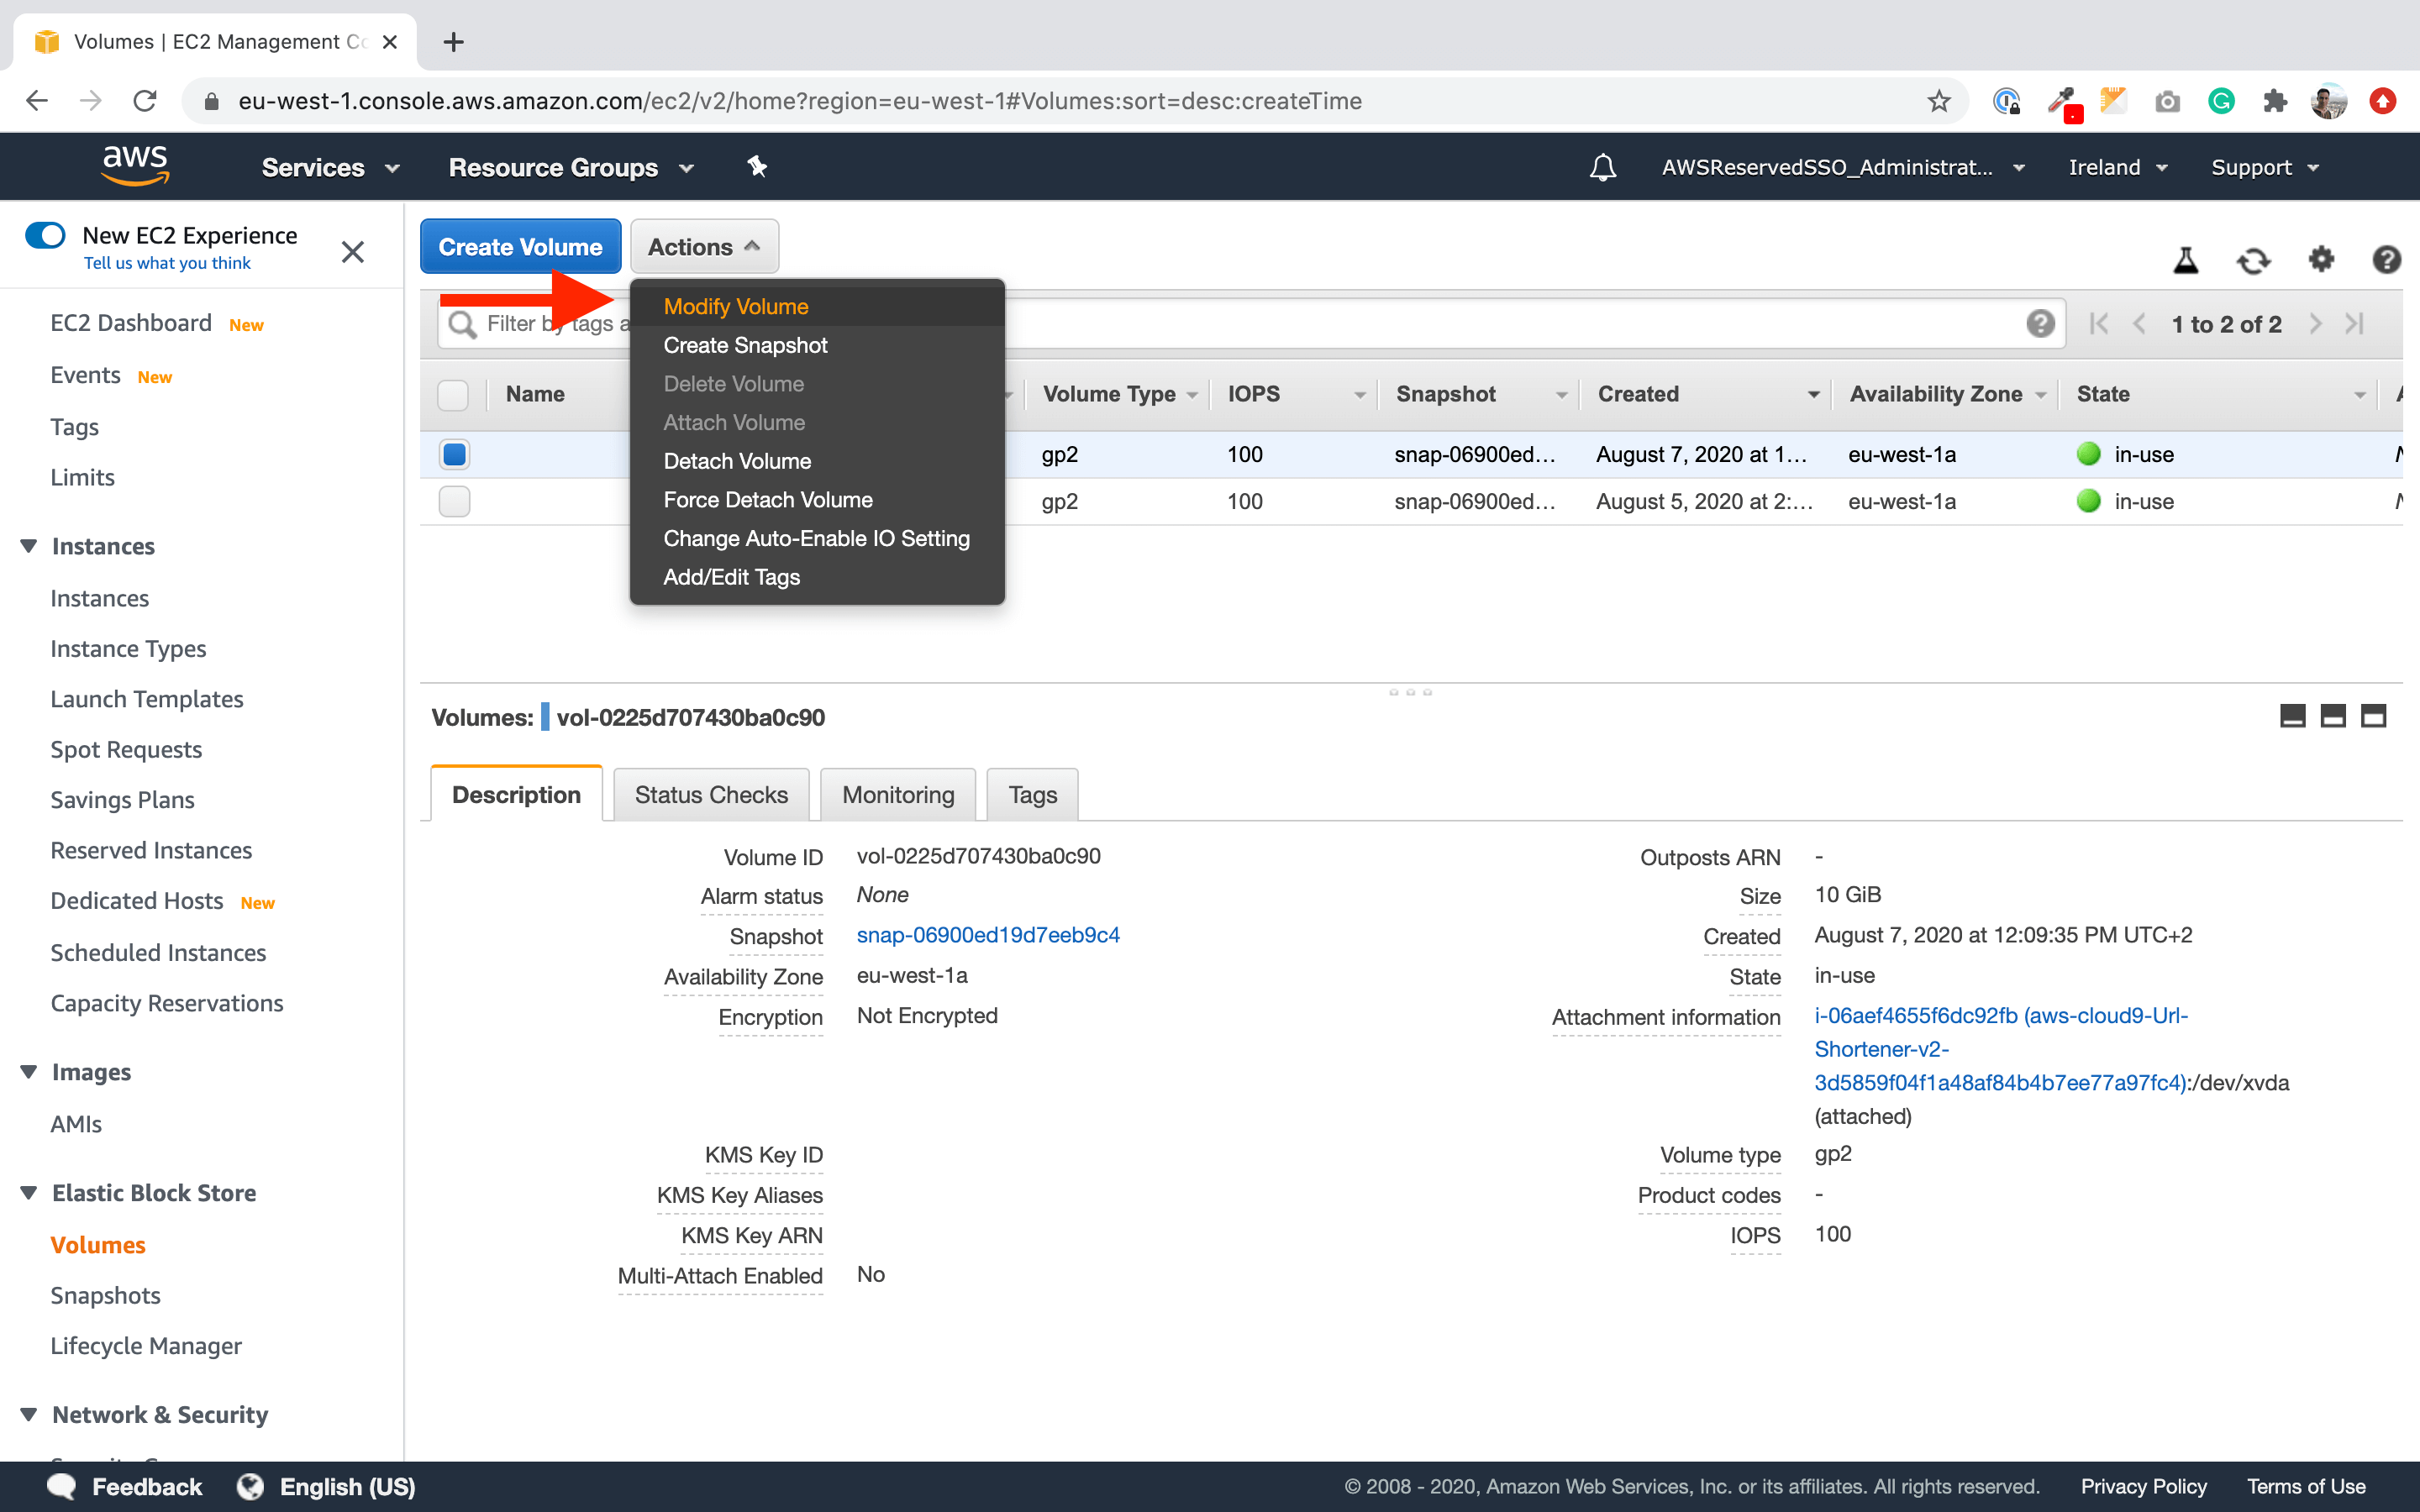 Volumes | EC2 Management Co
eu-west-1.console.aws.amazon.com/ec2/v2/home?region=eu-west-1#Volumes:sort=desc:createTime
aws Services Resource Groups AWSReservedSSO_Administrat... Ireland Support
New EC2 Experience
Tell us what you think
EC2 Dashboard New
Events New
Tags
Limits
Instances
Instances
Instance Types
Launch Templates
Spot Requests
Savings Plans
Reserved Instances
Dedicated Hosts New
Scheduled Instances
Capacity Reservations
Images
AMIs
Elastic Block Store
Volumes
Snapshots
Lifecycle Manager
Network & Security
Create Volume Actions
Modify Volume
Create Snapshot
Delete Volume
Attach Volume
Detach Volume
Force Detach Volume
Change Auto-Enable IO Setting
Add/Edit Tags
Filter by tags a
1 to 2 of 2
Name Volume Type IOPS Snapshot Created Availability Zone State
gp2 100 snap-06900ed... August 7, 2020 at 1... eu-west-1a in-use
gp2 100 snap-06900ed... August 5, 2020 at 2:... eu-west-1a in-use
Volumes: vol-0225d707430ba0c90
Description Status Checks Monitoring Tags
Volume ID vol-0225d707430ba0c90
Alarm status None
Snapshot snap-06900ed19d7eeb9c4
Availability Zone eu-west-1a
Encryption Not Encrypted
KMS Key ID
KMS Key Aliases
KMS Key ARN
Multi-Attach Enabled No
Outposts ARN -
Size 10 GiB
Created August 7, 2020 at 12:09:35 PM UTC+2
State in-use
Attachment information i-06aef4655f6dc92fb (aws-cloud9-Url-
Shortener-v2-
3d5859f04f1a48af84b4b7ee77a97fc4):/dev/xvda
(attached)
Volume type gp2
Product codes -
IOPS 100
Feedback English (US) © 2008 - 2020, Amazon Web Services, Inc. or its affiliates. All rights reserved. Privacy Policy Terms of Use